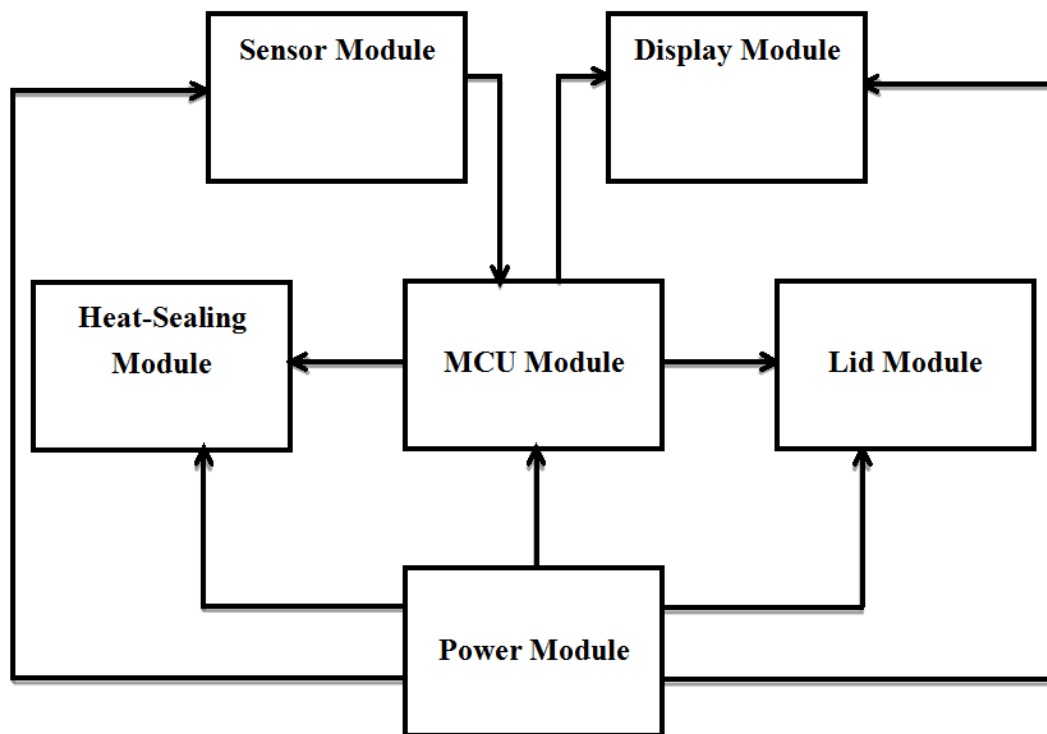 Sensor Module
Display Module
Heat-Sealing
Module
MCU Module
Lid Module
Power Module